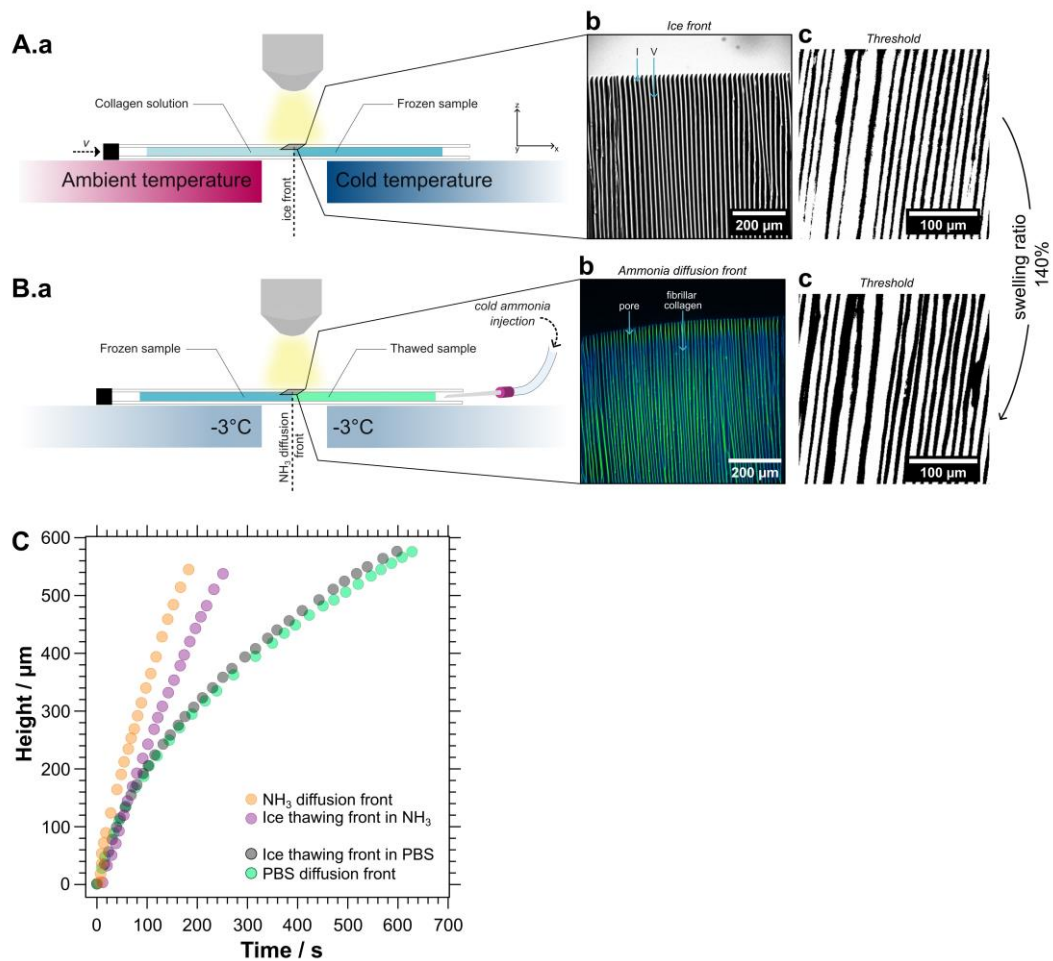 A.a
Collagen solution
Frozen sample
v
z
y
x
Ambient temperature
Cold temperature
ice front
b
Ice front
I
V
200 µm
c
Threshold
100 µm
swelling ratio
140%
B.a
cold ammonia
injection
Frozen sample
Thawed sample
-3°C
-3°C
NH₃ diffusion
front
b
Ammonia diffusion front
pore
fibrillar
collagen
200 µm
c
Threshold
100 µm
C
600
500
400
300
200
100
0
Height / µm
NH₃ diffusion front
Ice thawing front in NH₃
Ice thawing front in PBS
PBS diffusion front
0 100 200 300 400 500 600 700
Time / s